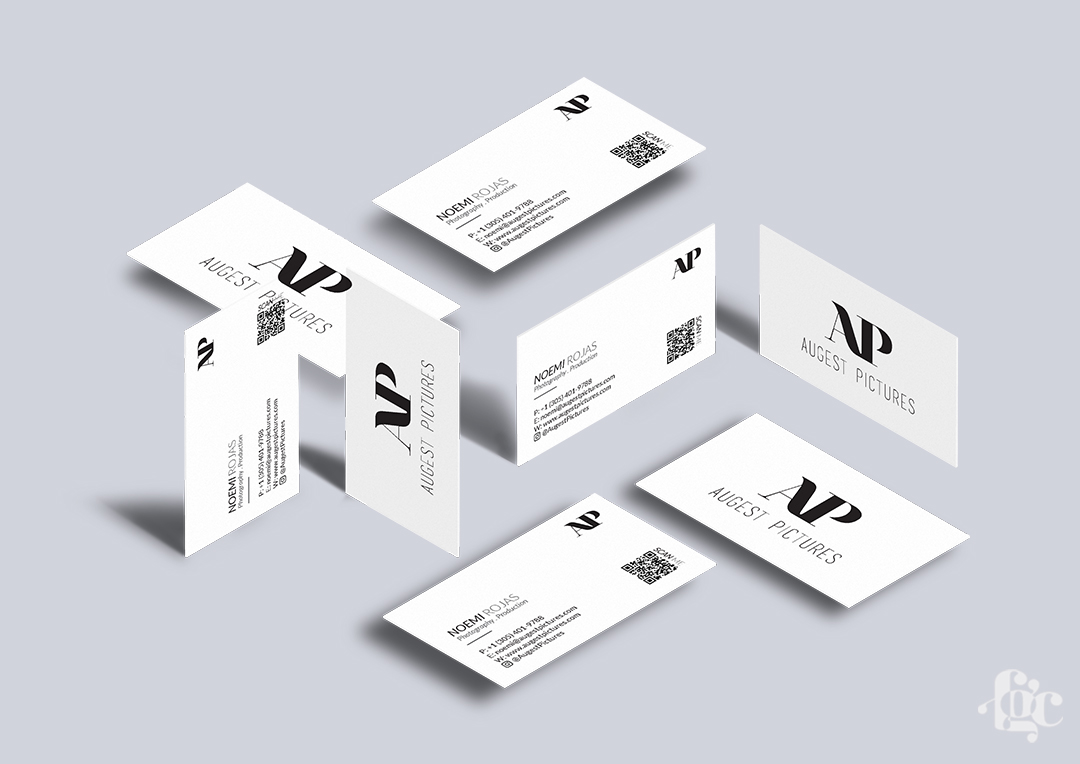 AP
SCAN ME
NOEMI ROJAS
Photography . Production
P: +1 (305) 401-9788
E: noemi@augestpictures.com
W: www.augestpictures.com
@AugestPictures
AP
AUGEST PICTURES
AP
SCAN ME
NOEMI ROJAS
Photography . Production
P: +1 (305) 401-9788
E: noemi@augestpictures.com
W: www.augestpictures.com
@AugestPictures
AP
AUGEST PICTURES
AP
SCAN ME
NOEMI ROJAS
Photography . Production
P: +1 (305) 401-9788
E: noemi@augestpictures.com
W: www.augestpictures.com
@AugestPictures
AP
AUGEST PICTURES
AP
AUGEST PICTURES
AP
SCAN ME
NOEMI ROJAS
Photography . Production
P: +1 (305) 401-9788
E: noemi@augestpictures.com
W: www.augestpictures.com
@AugestPictures
fgc